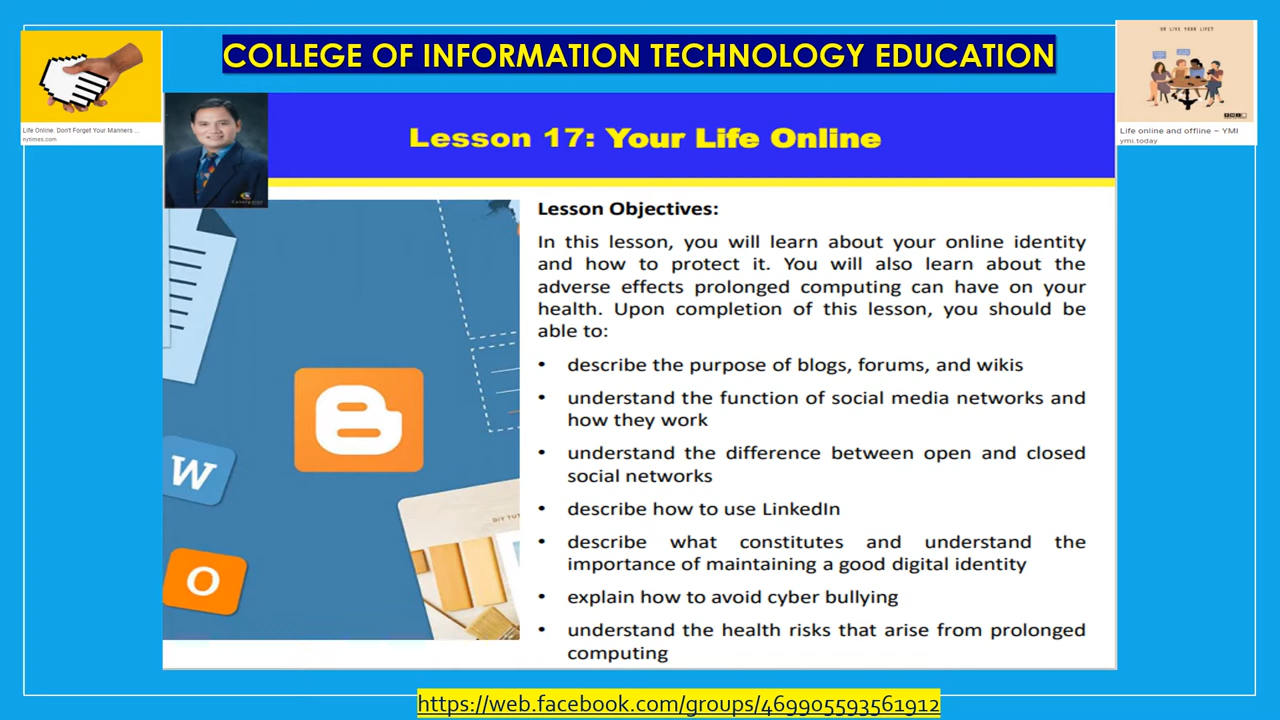 COLLEGE OF INFORMATION TECHNOLOGY EDUCATION
Life Online. Don't Forget Your Manners ...
nytimes.com
OR LIVE YOUR LIFE?
Life online and offline – YMI
ymi.today
Lesson 17: Your Life Online
Lesson Objectives:
In this lesson, you will learn about your online identity
and how to protect it. You will also learn about the
adverse effects prolonged computing can have on your
health. Upon completion of this lesson, you should be
able to:
• describe the purpose of blogs, forums, and wikis
• understand the function of social media networks and
how they work
• understand the difference between open and closed
social networks
• describe how to use LinkedIn
• describe what constitutes and understand the
importance of maintaining a good digital identity
• explain how to avoid cyber bullying
• understand the health risks that arise from prolonged
computing
B
W
O
DIY TUT
https://web.facebook.com/groups/469905593561912